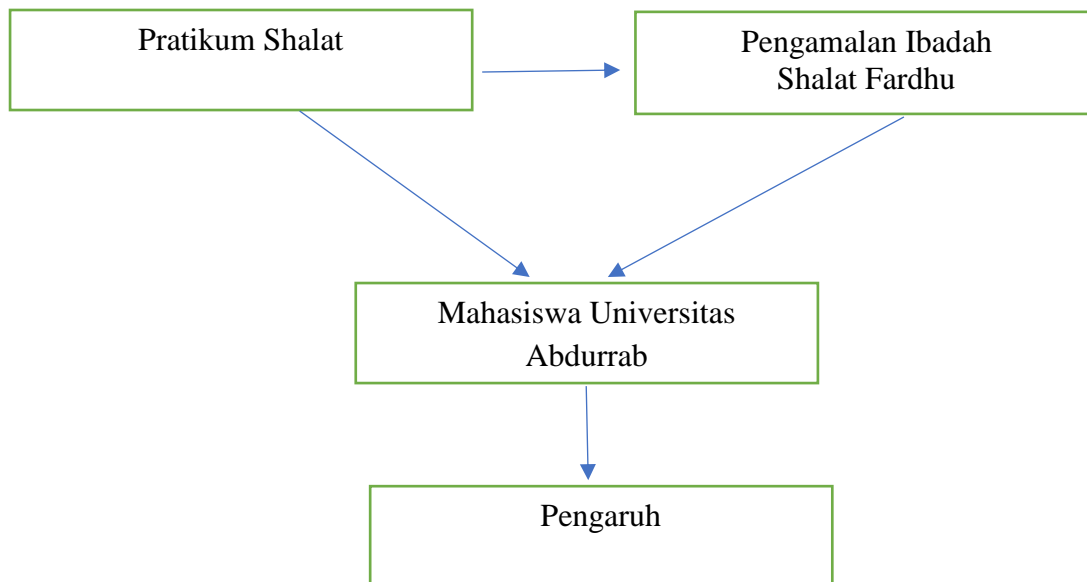 Pratikum Shalat
Pengamalan Ibadah
Shalat Fardhu
Mahasiswa Universitas
Abdurrab
Pengaruh